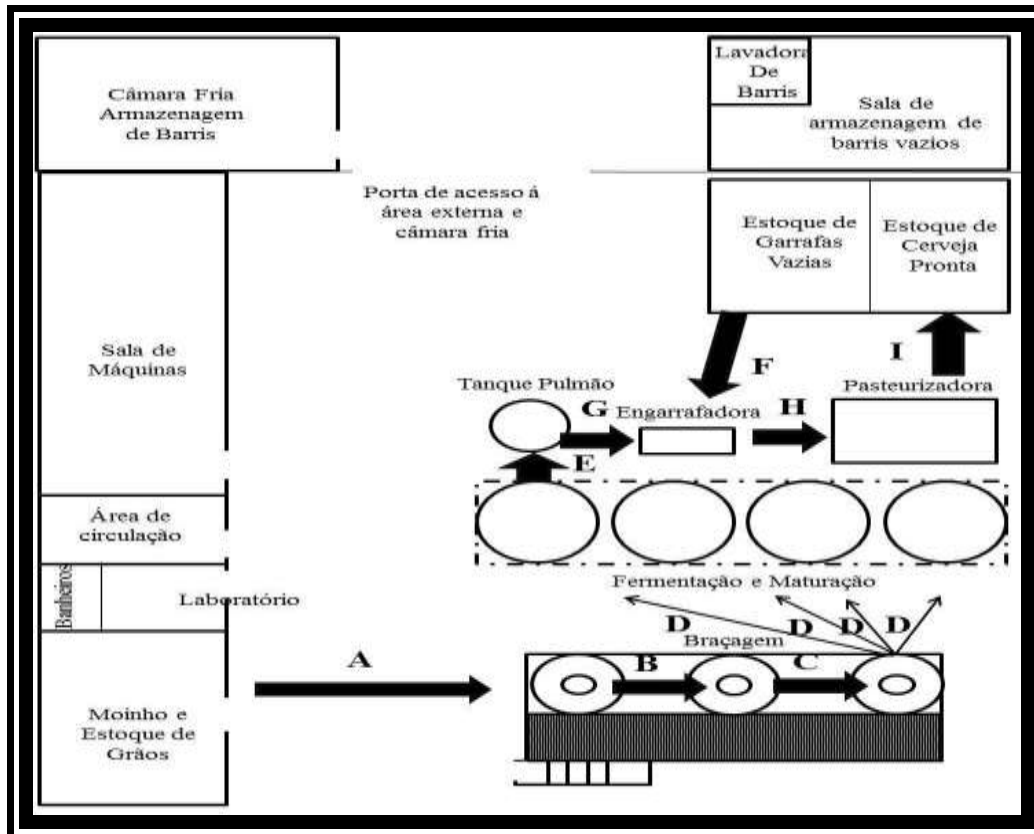 Câmara Fria
Armazenagem
de Barris
Lavadora
De
Barris
Sala de
armazenagem de
barris vazios
Porta de acesso á
área externa e
câmara fria
Estoque de
Garrafas
Vazias
Estoque de
Cerveja
Pronta
Sala de
Máquinas
F
I
Tanque Pulmão
G
Engarrafadora
H
Pasteurizadora
E
Área de
circulação
Banheiros
Laboratório
Fermentação e Maturação
D
D
D
D
Braçagem
A
B
C
Moinho e
Estoque de
Grãos